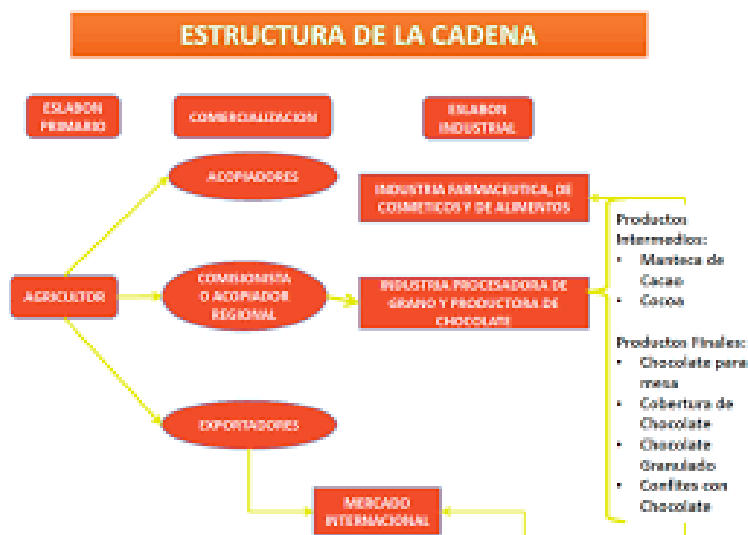 ESTRUCTURA DE LA CADENA
ESLABON
PRIMARIO
COMERCIALIZACION
ESLABON
INDUSTRIAL
ACOPIADORES
INDUSTRIA FARMACEUTICA, DE
COSMETICOS Y DE ALIMENTOS
AGRICULTOR
COMISIONISTA
O ACOPIADOR
REGIONAL
INDUSTRIA PROCESADORA DE
GRANO Y PRODUCTORA DE
CHOCOLATE
EXPORTADORES
MERCADO
INTERNACIONAL
Productos
Intermedios:
• Manteca de
Cacao
• Cocoa
Productos Finales:
• Chocolate para
mesa
• Cobertura de
Chocolate
• Chocolate
Granulado
• Confites con
Chocolate